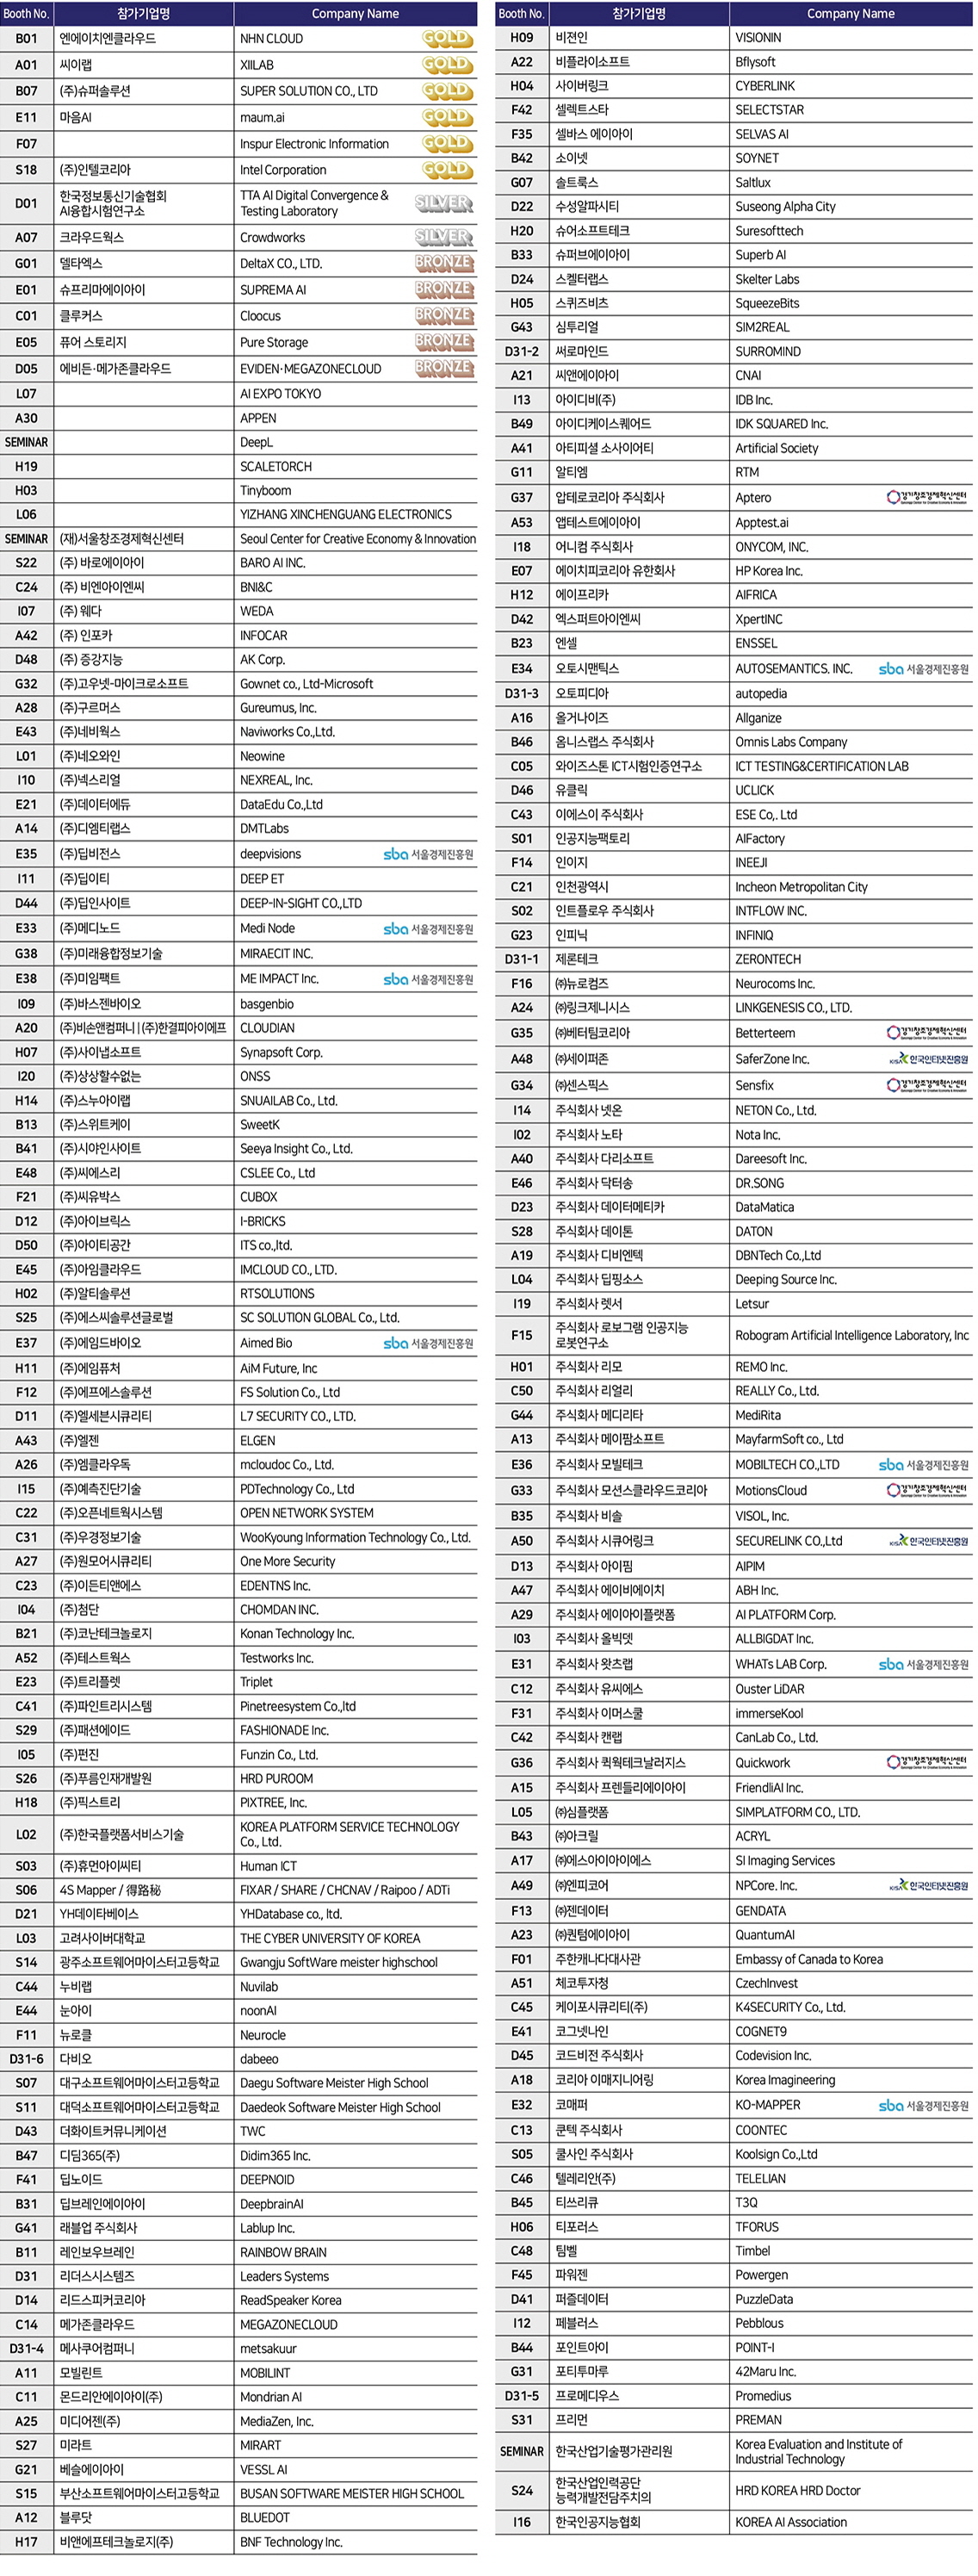 Booth No. 참가기업명 Company Name
B01 엔에이치엔클라우드 NHN CLOUD GOLD
A01 씨이랩 XIILAB GOLD
B07 (주)슈퍼솔루션 SUPER SOLUTION CO., LTD GOLD
E11 마음AI maum.ai GOLD
F07 Inspur Electronic Information GOLD
S18 (주)인텔코리아 Intel Corporation GOLD
D01 한국정보통신기술협회 AI융합시험연구소 TTA AI Digital Convergence & Testing Laboratory SILVER
A07 크라우드웍스 Crowdworks SILVER
G01 델타엑스 DeltaX CO., LTD. BRONZE
E01 슈프리마에이아이 SUPREMA AI BRONZE
C01 클루커스 Cloocus BRONZE
E05 퓨어 스토리지 Pure Storage BRONZE
D05 에비든·메가존클라우드 EVIDEN·MEGAZONECLOUD BRONZE
L07 AI EXPO TOKYO
A30 APPEN
SEMINAR DeepL
H19 SCALETORCH
H03 Tinyboom
L06 YIZHANG XINCHENGUANG ELECTRONICS
SEMINAR (재)서울창조경제혁신센터 Seoul Center for Creative Economy & Innovation
S22 (주) 바로에이아이 BARO AI INC.
C24 (주) 비엔아이엔씨 BNI&C
I07 (주) 웨다 WEDA
A42 (주) 인포카 INFOCAR
D48 (주) 증강지능 AK Corp.
G32 (주)고우넷-마이크로소프트 Gownet co., Ltd-Microsoft
A28 (주)구르머스 Gureumus, Inc.
E43 (주)네비웍스 Naviworks Co.,Ltd.
L01 (주)네오와인 Neowine
I10 (주)넥스리얼 NEXREAL, Inc.
E21 (주)데이터에듀 DataEdu Co.,Ltd
A14 (주)디엠티랩스 DMTLabs
E35 (주)딥비전스 deepvisions sba 서울경제진흥원
I11 (주)딥이티 DEEP ET
D44 (주)딥인사이트 DEEP-IN-SIGHT CO.,LTD
E33 (주)메디노드 Medi Node sba 서울경제진흥원
G38 (주)미래융합정보기술 MIRAECIT INC.
E38 (주)미임팩트 ME IMPACT Inc. sba 서울경제진흥원
I09 (주)바스젠바이오 basgenbio
A20 (주)비손앤컴퍼니 | (주)한결피아이에프 CLOUDIAN
H07 (주)사이냅소프트 Synapsoft Corp.
I20 (주)상상할수없는 ONSS
H14 (주)스누아이랩 SNUAILAB Co., Ltd.
B13 (주)스위트케이 SweetK
B41 (주)시야인사이트 Seeya Insight Co., Ltd.
E48 (주)씨에스리 CSLEE Co., Ltd
F21 (주)씨유박스 CUBOX
D12 (주)아이브릭스 I-BRICKS
D50 (주)아이티공간 ITS co.,ltd.
E45 (주)아임클라우드 IMCLOUD CO., LTD.
H02 (주)알티솔루션 RTSOLUTIONS
S25 (주)에스씨솔루션글로벌 SC SOLUTION GLOBAL Co., Ltd.
E37 (주)에임드바이오 Aimed Bio sba 서울경제진흥원
H11 (주)에임퓨처 AiM Future, Inc
F12 (주)에프에스솔루션 FS Solution Co., Ltd
D11 (주)엘세븐시큐리티 L7 SECURITY CO., LTD.
A43 (주)엘젠 ELGEN
A26 (주)엠클라우독 mcloudoc Co., Ltd.
I15 (주)예측진단기술 PDTechnology Co., Ltd
C22 (주)오픈네트웍시스템 OPEN NETWORK SYSTEM
C31 (주)우경정보기술 WooKyoung Information Technology Co., Ltd.
A27 (주)원모어시큐리티 One More Security
C23 (주)이든티앤에스 EDENTNS Inc.
I04 (주)첨단 CHOMDAN INC.
B21 (주)코난테크놀로지 Konan Technology Inc.
A52 (주)테스트웍스 Testworks Inc.
E23 (주)트리플렛 Triplet
C41 (주)파인트리시스템 Pinetreesystem Co.,ltd
S29 (주)패션에이드 FASHIONADE Inc.
I05 (주)펀진 Funzin Co., Ltd.
S26 (주)푸름인재개발원 HRD PUROOM
H18 (주)픽스트리 PIXTREE, Inc.
L02 (주)한국플랫폼서비스기술 KOREA PLATFORM SERVICE TECHNOLOGY Co., Ltd.
S03 (주)휴먼아이씨티 Human ICT
S06 4S Mapper / 得路秘 FIXAR / SHARE / CHCNAV / Raipoo / ADTi
D21 YH데이타베이스 YHDatabase co., ltd.
L03 고려사이버대학교 THE CYBER UNIVERSITY OF KOREA
S14 광주소프트웨어마이스터고등학교 Gwangju SoftWare meister highschool
C44 누비랩 Nuvilab
E44 눈아이 noonAI
F11 뉴로클 Neurocle
D31-6 다비오 dabeeo
S07 대구소프트웨어마이스터고등학교 Daegu Software Meister High School
S11 대덕소프트웨어마이스터고등학교 Daedeok Software Meister High School
D43 더화이트커뮤니케이션 TWC
B47 디딤365(주) Didim365 Inc.
F41 딥노이드 DEEPNOID
B31 딥브레인에이아이 DeepbrainAI
G41 래블업 주식회사 Lablup Inc.
B11 레인보우브레인 RAINBOW BRAIN
D31 리더스시스템즈 Leaders Systems
D14 리드스피커코리아 ReadSpeaker Korea
C14 메가존클라우드 MEGAZONECLOUD
D31-4 메사쿠어컴퍼니 metsakuur
A11 모빌린트 MOBILINT
C11 몬드리안에이아이(주) Mondrian AI
A25 미디어젠(주) MediaZen, Inc.
S27 미라트 MIRART
G21 베슬에이아이 VESSL AI
S15 부산소프트웨어마이스터고등학교 BUSAN SOFTWARE MEISTER HIGH SCHOOL
A12 블루닷 BLUEDOT
H17 비앤에프테크놀로지(주) BNF Technology Inc.
Booth No. 참가기업명 Company Name
H09 비젼인 VISIONIN
A22 비플라이소프트 Bflysoft
H04 사이버링크 CYBERLINK
F42 셀렉트스타 SELECTSTAR
F35 셀바스 에이아이 SELVAS AI
B42 소이넷 SOYNET
G07 솔트룩스 Saltlux
D22 수성알파시티 Suseong Alpha City
H20 슈어소프트테크 Suresofttech
B33 슈퍼브에이아이 Superb AI
D24 스켈터랩스 Skelter Labs
H05 스퀴즈비츠 SqueezeBits
G43 심투리얼 SIM2REAL
D31-2 써로마인드 SURROMIND
A21 씨앤에이아이 CNAI
I13 아이디비(주) IDB Inc.
B49 아이디케이스퀘어드 IDK SQUARED Inc.
A41 아티피셜 소사이어티 Artificial Society
G11 알티엠 RTM
G37 압테로코리아 주식회사 Aptero 경기창조경제혁신센터
A53 앱테스트에이아이 Apptest.ai
I18 어니컴 주식회사 ONYCOM, INC.
E07 에이치피코리아 유한회사 HP Korea Inc.
H12 에이프리카 AIFRICA
D42 엑스퍼트아이엔씨 XpertINC
B23 엔셀 ENSSEL
E34 오토시맨틱스 AUTOSEMANTICS. INC. sba 서울경제진흥원
D31-3 오토피디아 autopedia
A16 올거나이즈 Allganize
B46 옴니스랩스 주식회사 Omnis Labs Company
C05 와이즈스톤 ICT시험인증연구소 ICT TESTING&CERTIFICATION LAB
D46 유클릭 UCLICK
C43 이에스이 주식회사 ESE Co,. Ltd
S01 인공지능팩토리 AIFactory
F14 인이지 INEEJI
C21 인천광역시 Incheon Metropolitan City
S02 인트플로우 주식회사 INTFLOW INC.
G23 인피닉 INFINIQ
D31-1 제론테크 ZERONTECH
F16 ㈜뉴로컴즈 Neurocoms Inc.
A24 ㈜링크제니시스 LINKGENESIS CO., LTD.
G35 ㈜베터팀코리아 Betterteem 경기창조경제혁신센터
A48 ㈜세이퍼존 SaferZone Inc. KISA 한국인터넷진흥원
G34 ㈜센스픽스 Sensfix 경기창조경제혁신센터
I14 주식회사 넷온 NETON Co., Ltd.
I02 주식회사 노타 Nota Inc.
A40 주식회사 다리소프트 Dareesoft Inc.
E46 주식회사 닥터송 DR.SONG
D23 주식회사 데이터메티카 DataMatica
S28 주식회사 데이톤 DATON
A19 주식회사 디비엔텍 DBNTech Co.,Ltd
L04 주식회사 딥핑소스 Deeping Source Inc.
I19 주식회사 렛서 Letsur
F15 주식회사 로보그램 인공지능 로봇연구소 Robogram Artificial Intelligence Laboratory, Inc
H01 주식회사 리모 REMO Inc.
C50 주식회사 리얼리 REALLY Co., Ltd.
G44 주식회사 메디리타 MediRita
A13 주식회사 메이팜소프트 MayfarmSoft co., Ltd
E36 주식회사 모빌테크 MOBILTECH CO.,LTD sba 서울경제진흥원
G33 주식회사 모션스클라우드코리아 MotionsCloud 경기창조경제혁신센터
B35 주식회사 비솔 VISOL, Inc.
A50 주식회사 시큐어링크 SECURELINK CO.,Ltd KISA 한국인터넷진흥원
D13 주식회사 아이핌 AIPIM
A47 주식회사 에이비에이치 ABH Inc.
A29 주식회사 에이아이플랫폼 AI PLATFORM Corp.
I03 주식회사 올빅뎃 ALLBIGDAT Inc.
E31 주식회사 왓츠랩 WHATs LAB Corp. sba 서울경제진흥원
C12 주식회사 유씨에스 Ouster LiDAR
F31 주식회사 이머스쿨 immerseKool
C42 주식회사 캔랩 CanLab Co., Ltd.
G36 주식회사 퀵웍테크날러지스 Quickwork 경기창조경제혁신센터
A15 주식회사 프렌들리에이아이 FriendliAI Inc.
L05 ㈜심플랫폼 SIMPLATFORM CO., LTD.
B43 ㈜아크릴 ACRYL
A17 ㈜에스아이아이에스 SI Imaging Services
A49 ㈜엔피코어 NPCore. Inc. KISA 한국인터넷진흥원
F13 ㈜젠데이터 GENDATA
A23 ㈜퀀텀에이아이 QuantumAI
F01 주한캐나다대사관 Embassy of Canada to Korea
A51 체코투자청 CzechInvest
C45 케이포시큐리티(주) K4SECURITY Co., Ltd.
E41 코그넷나인 COGNET9
D45 코드비전 주식회사 Codevision Inc.
A18 코리아 이매지니어링 Korea Imagineering
E32 코매퍼 KO-MAPPER sba 서울경제진흥원
C13 쿤텍 주식회사 COONTEC
S05 쿨사인 주식회사 Koolsign Co.,Ltd
C46 텔레리안(주) TELELIAN
B45 티쓰리큐 T3Q
H06 티포러스 TFORUS
C48 팀벨 Timbel
F45 파워젠 Powergen
D41 퍼즐데이터 PuzzleData
I12 페블러스 Pebblous
B44 포인트아이 POINT-I
G31 포티투마루 42Maru Inc.
D31-5 프로메디우스 Promedius
S31 프리먼 PREMAN
SEMINAR 한국산업기술평가관리원 Korea Evaluation and Institute of Industrial Technology
S24 한국산업인력공단 능력개발전담주치의 HRD KOREA HRD Doctor
I16 한국인공지능협회 KOREA AI Association